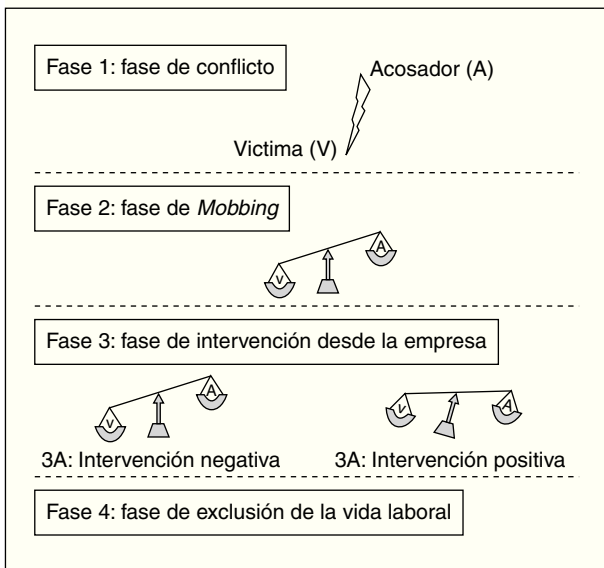 Fase 1: fase de conflicto
Acosador (A)
Victima (V)
Fase 2: fase de Mobbing
V A
Fase 3: fase de intervención desde la empresa
V A V A
3A: Intervención negativa 3A: Intervención positiva
Fase 4: fase de exclusión de la vida laboral